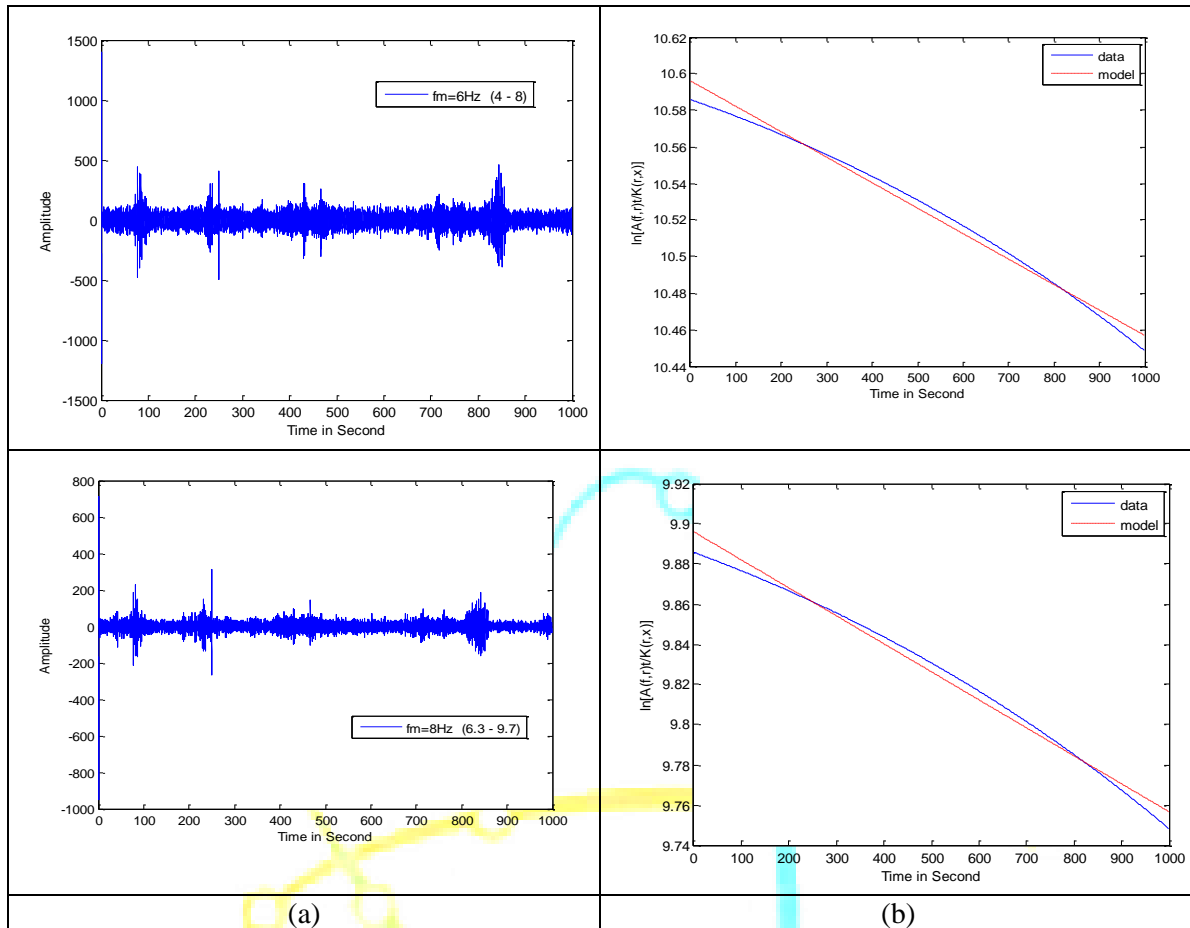 1500
1000
500
0
-500
-1000
-1500
Amplitude
fm=6Hz (4 - 8)
0 100 200 300 400 500 600 700 800 900 1000
Time in Second
10.62
10.6
10.58
10.56
10.54
10.52
10.5
10.48
10.46
10.44
ln[A(f,r)t/K(r,x)]
data
model
0 100 200 300 400 500 600 700 800 900 1000
Time in Second
800
600
400
200
0
-200
-400
-600
-800
-1000
Amplitude
fm=8Hz (6.3 - 9.7)
0 100 200 300 400 500 600 700 800 900 1000
Time in Second
9.92
9.9
9.88
9.86
9.84
9.82
9.8
9.78
9.76
9.74
ln[A(f,r)t/K(r,x)]
data
model
0 100 200 300 400 500 600 700 800 900 1000
Time in Second
(a) (b)